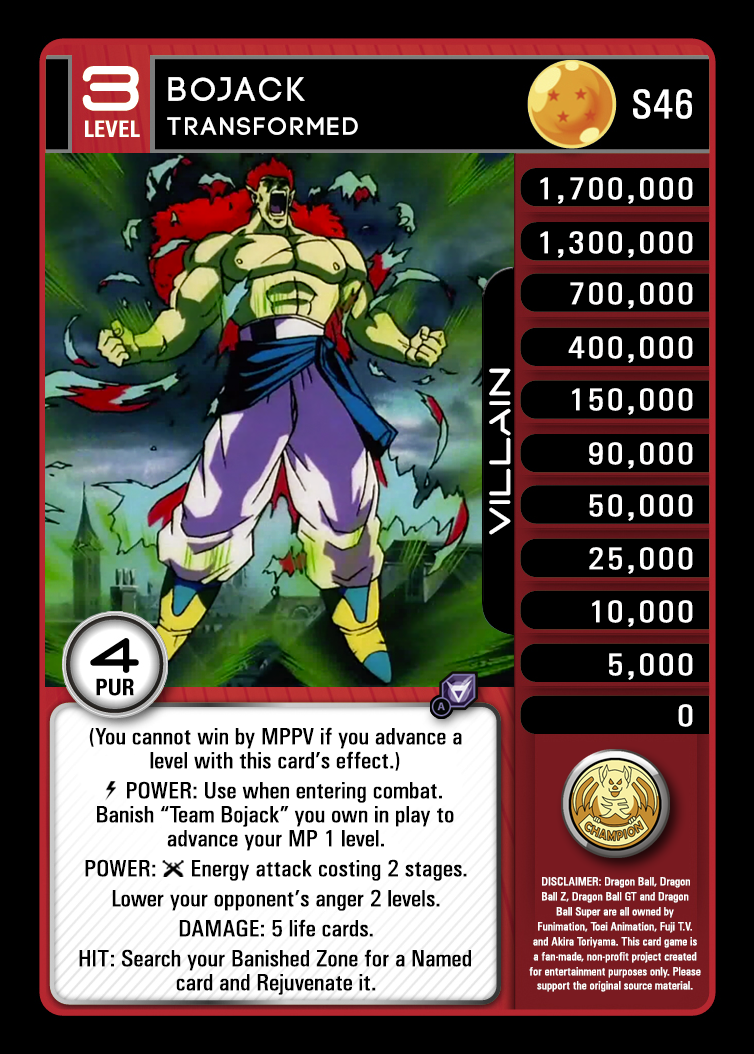 3
LEVEL
BOJACK
TRANSFORMED
S46
1,700,000
1,300,000
700,000
400,000
150,000
90,000
50,000
25,000
10,000
5,000
0
VILLAIN
4
PUR
A
(You cannot win by MPPV if you advance a
level with this card's effect.)
POWER: Use when entering combat.
Banish “Team Bojack” you own in play to
advance your MP 1 level.
POWER: Energy attack costing 2 stages.
Lower your opponent's anger 2 levels.
DAMAGE: 5 life cards.
HIT: Search your Banished Zone for a Named
card and Rejuvenate it.
CHAMPION
DISCLAIMER: Dragon Ball, Dragon
Ball Z, Dragon Ball GT and Dragon
Ball Super are all owned by
Funimation, Toei Animation, Fuji T.V.
and Akira Toriyama. This card game is
a fan-made, non-profit project created
for entertainment purposes only. Please
support the original source material.